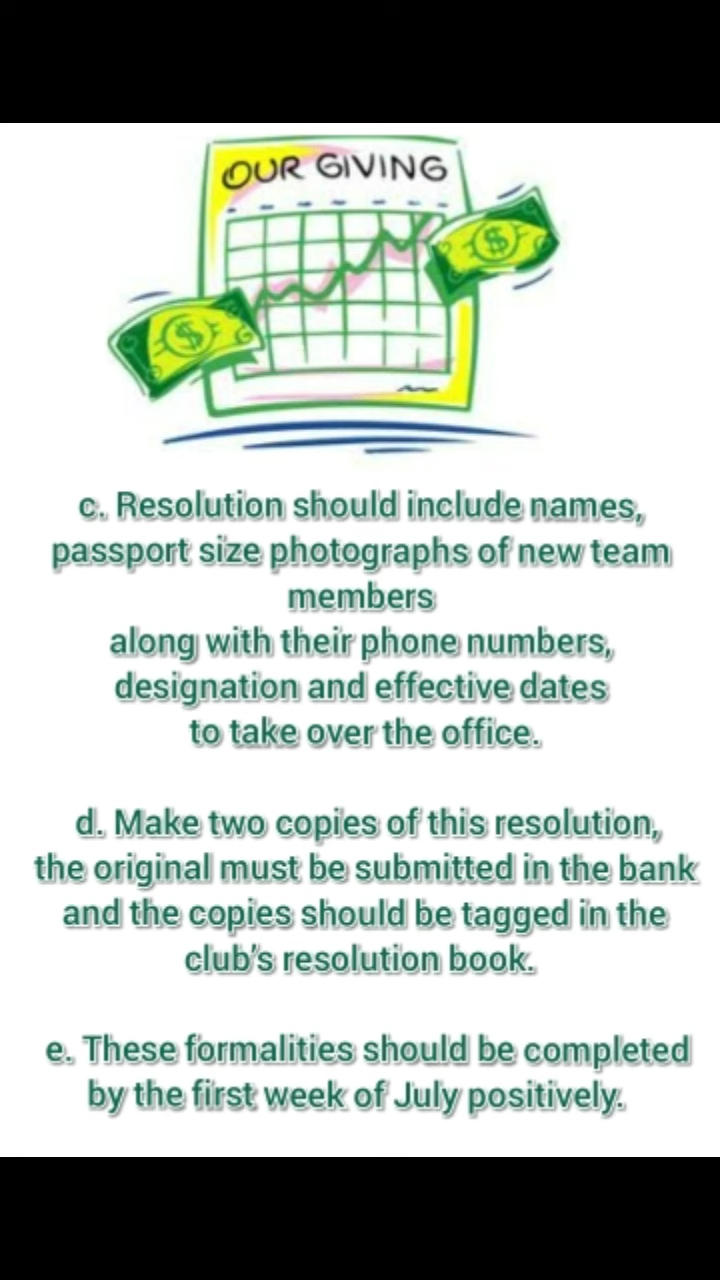 OUR GIVING
c. Resolution should include names,
passport size photographs of new team
members
along with their phone numbers,
designation and effective dates
to take over the office.
d. Make two copies of this resolution,
the original must be submitted in the bank
and the copies should be tagged in the
club's resolution book.
e. These formalities should be completed
by the first week of July positively.